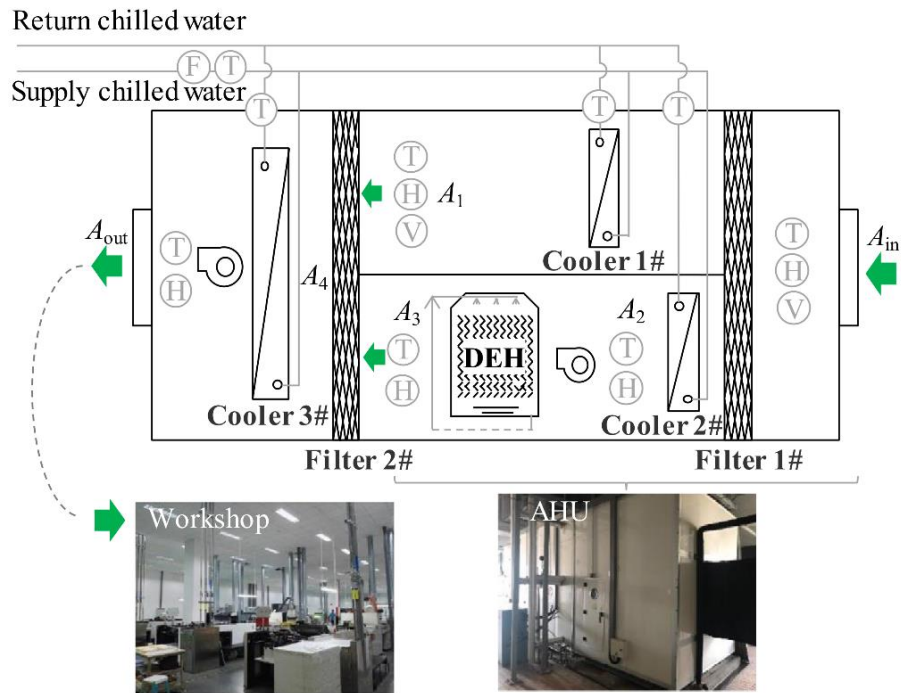 Return chilled water
F T
Supply chilled water
T T T
T
H
V
A1
Cooler 1#
Aout
T
H
A4
T
H
V
Ain
A3
T
H
DEH
A2
T
H
Cooler 3#
Cooler 2#
Filter 2#
Filter 1#
Workshop
AHU